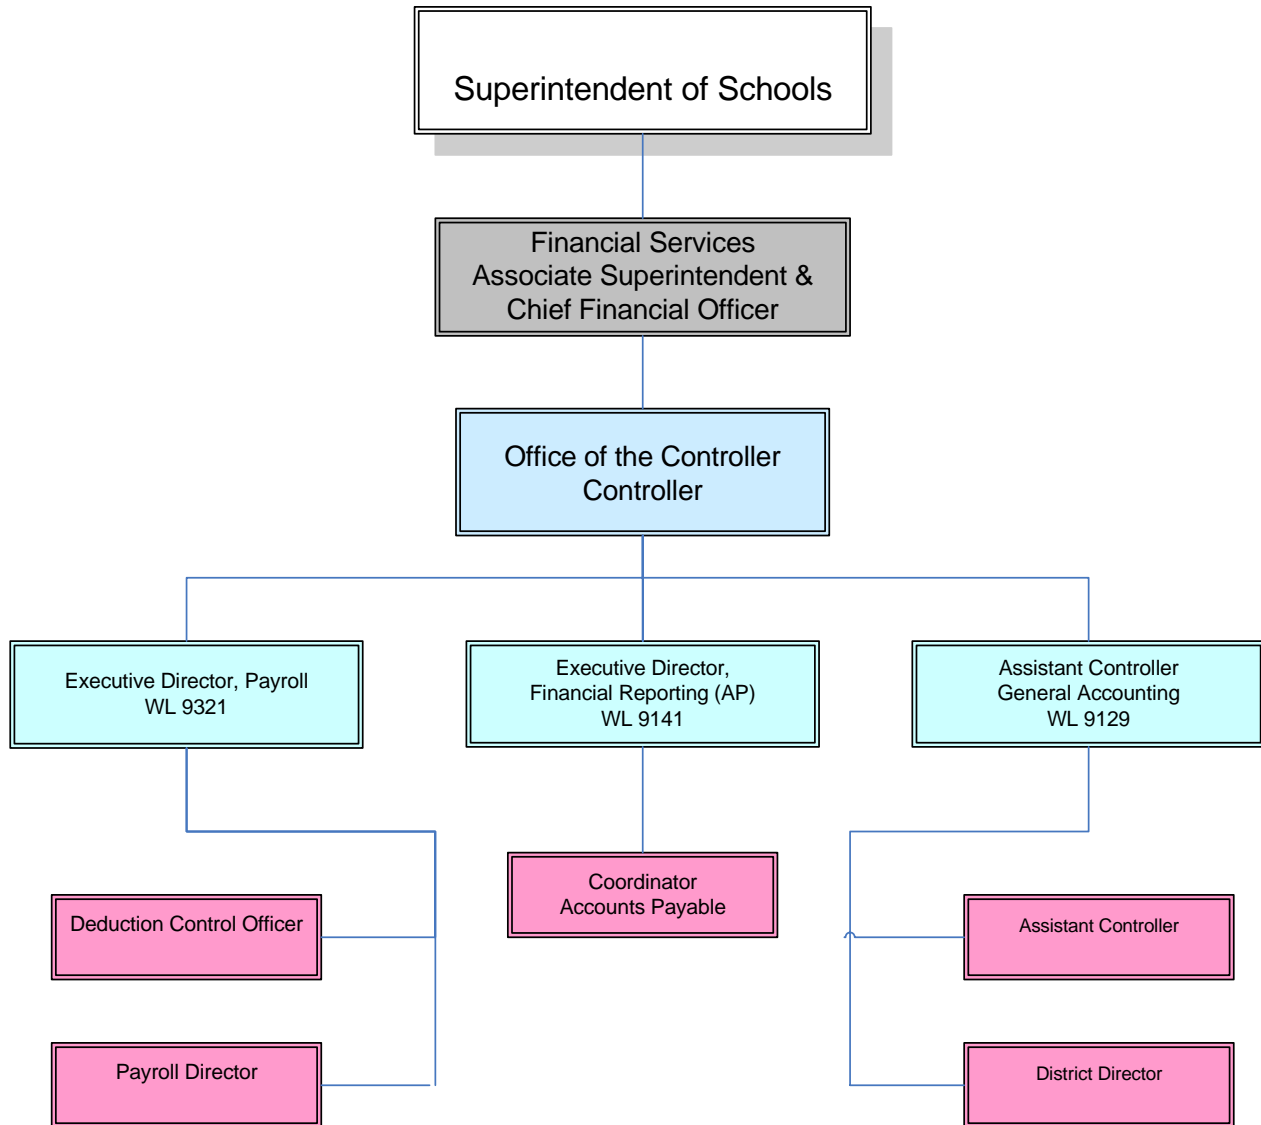 Superintendent of Schools
Financial Services
Associate Superintendent &
Chief Financial Officer
Office of the Controller
Controller
Executive Director, Payroll
WL 9321
Executive Director,
Financial Reporting (AP)
WL 9141
Assistant Controller
General Accounting
WL 9129
Deduction Control Officer
Coordinator
Accounts Payable
Assistant Controller
Payroll Director
District Director